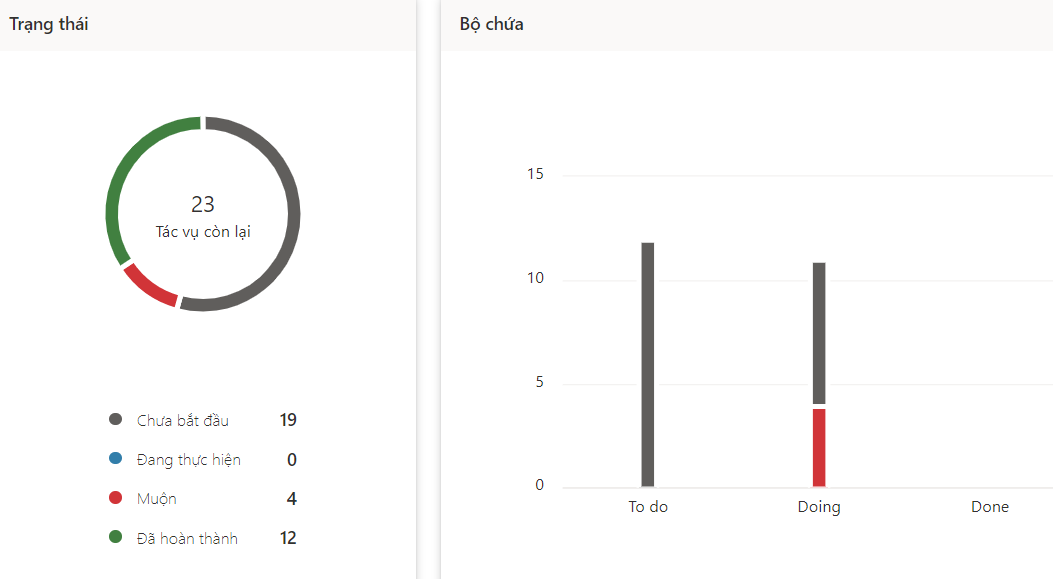 Trạng thái
23
Tác vụ còn lại
Chưa bắt đầu 19
Đang thực hiện 0
Muộn 4
Đã hoàn thành 12
Bộ chứa
15
10
5
0
To do Doing Done